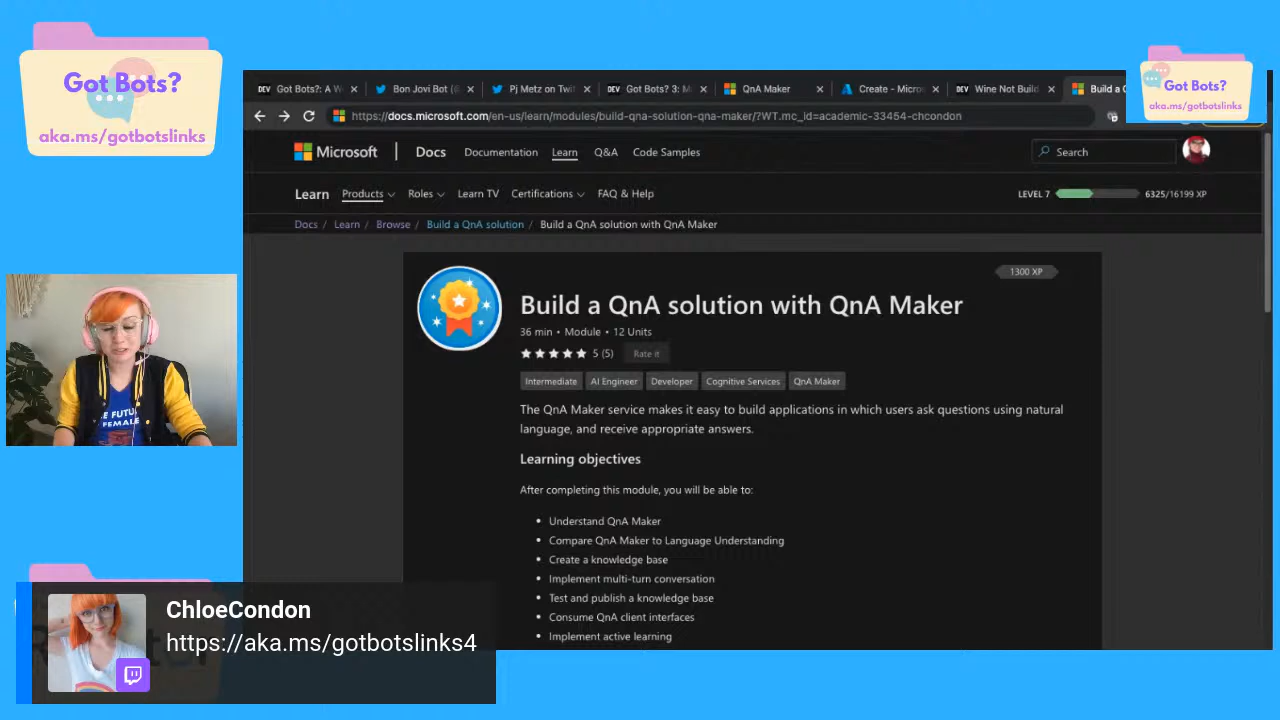 Got Bots?
aka.ms/gotbotslinks
Got Bots?: A W
Bon Jovi Bot (@
Pj Metz on Twit
Got Bots? 3: M
QnA Maker
Create - Micros
Wine Not Build
Build a
Got Bots?
aka.ms/gotbotslinks
https://docs.microsoft.com/en-us/learn/modules/build-qna-solution-qna-maker/?WT.mc_id=academic-33454-chcondon
Microsoft
Docs
Documentation
Learn
Q&A
Code Samples
Search
Learn
Products
Roles
Learn TV
Certifications
FAQ & Help
LEVEL 7
6325/16199 XP
Docs / Learn / Browse / Build a QnA solution / Build a QnA solution with QnA Maker
1300 XP
Build a QnA solution with QnA Maker
36 min • Module • 12 Units
5 (5)
Rate it
Intermediate
AI Engineer
Developer
Cognitive Services
QnA Maker
The QnA Maker service makes it easy to build applications in which users ask questions using natural
language, and receive appropriate answers.
Learning objectives
After completing this module, you will be able to:
• Understand QnA Maker
• Compare QnA Maker to Language Understanding
• Create a knowledge base
• Implement multi-turn conversation
• Test and publish a knowledge base
• Consume QnA client interfaces
• Implement active learning
FUTU
FEMALE
ChloeCondon
https://aka.ms/gotbotslinks4